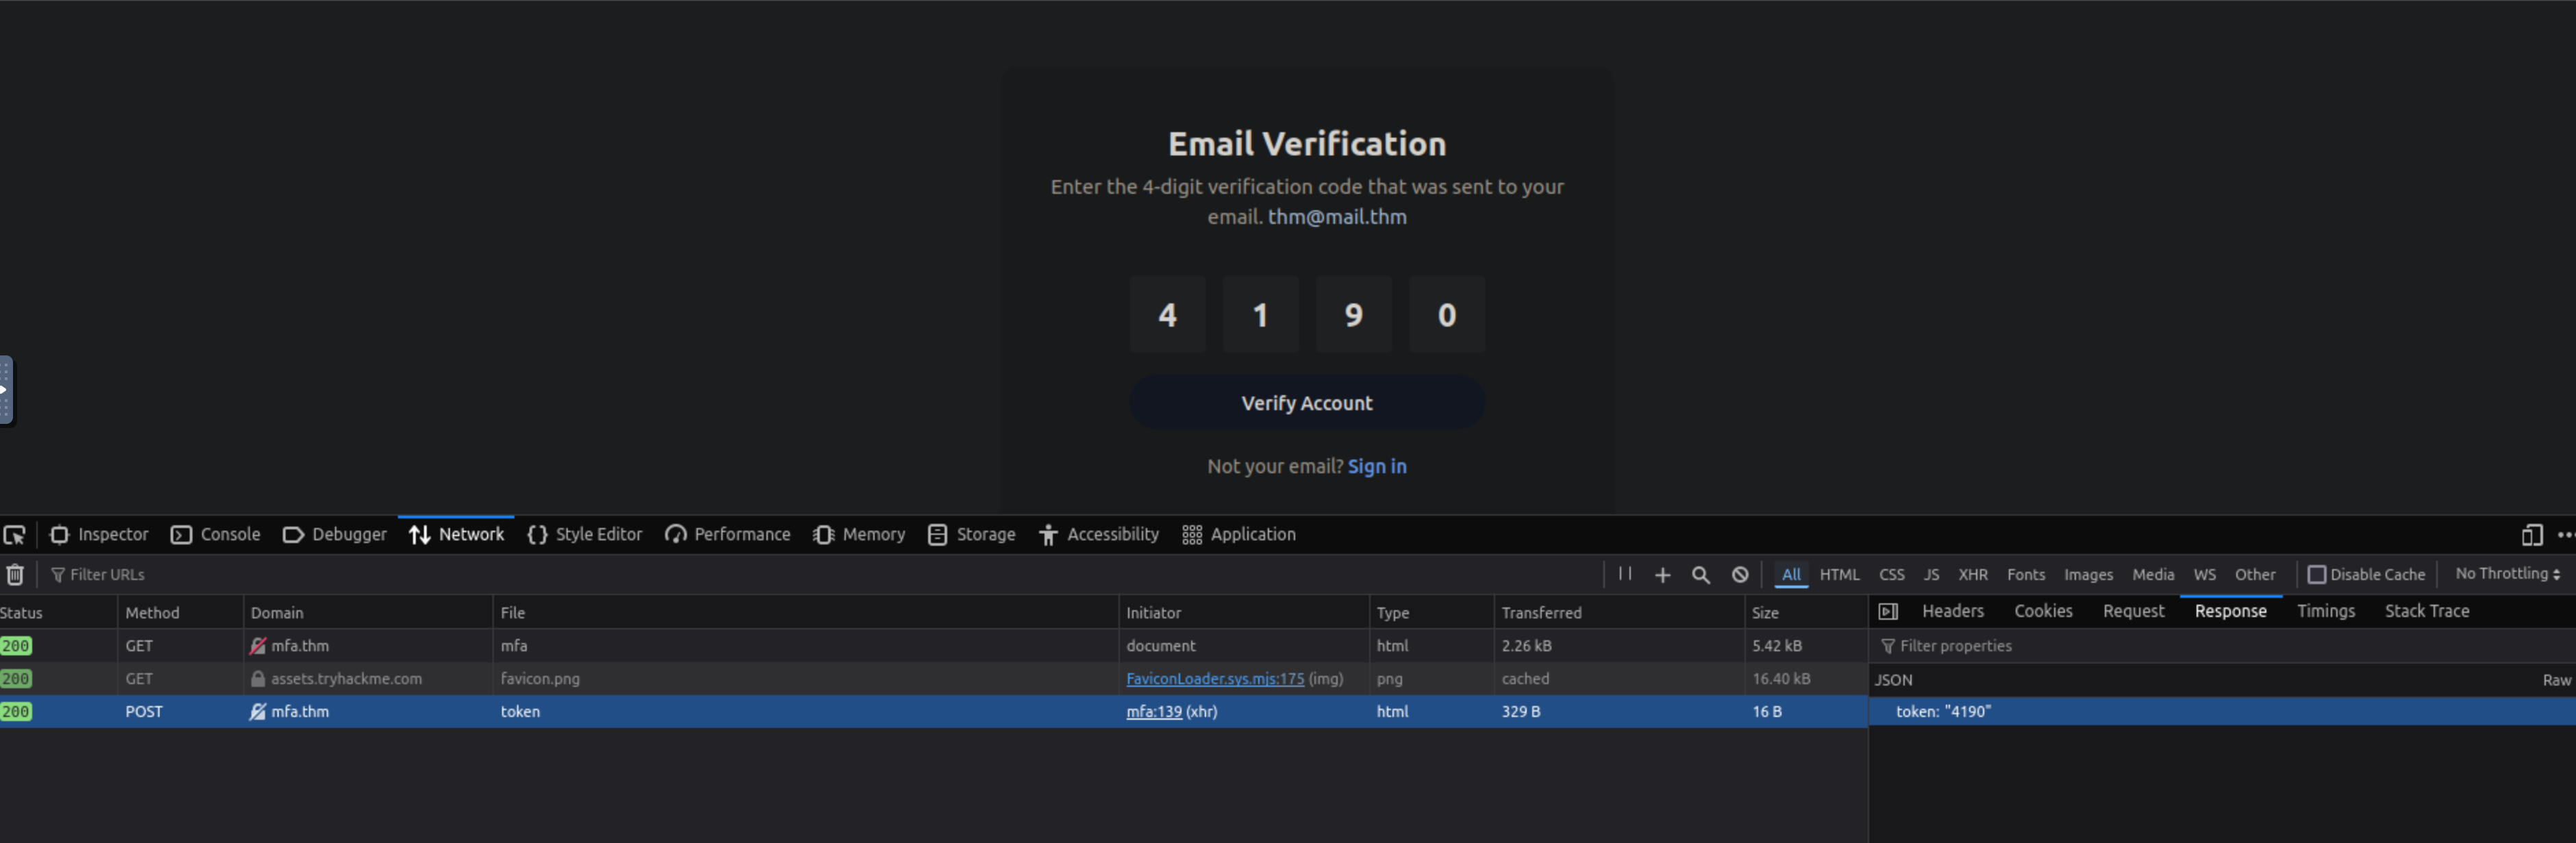 Email Verification
Enter the 4-digit verification code that was sent to your
email. thm@mail.thm
4 1 9 0
Verify Account
Not your email? Sign in
Inspector Console Debugger Network {} Style Editor Performance Memory Storage Accessibility Application
Filter URLs All HTML CSS JS XHR Fonts Images Media WS Other Disable Cache No Throttling
Status Method Domain File Initiator Type Transferred Size Headers Cookies Request Response Timings Stack Trace
200 GET mfa.thm mfa document html 2.26 kB 5.42 kB Filter properties
200 GET assets.tryhackme.com favicon.png FaviconLoader.sys.mjs:175 (img) png cached 16.40 kB JSON Raw
200 POST mfa.thm token mfa:139 (xhr) html 329 B 16 B token: "4190"